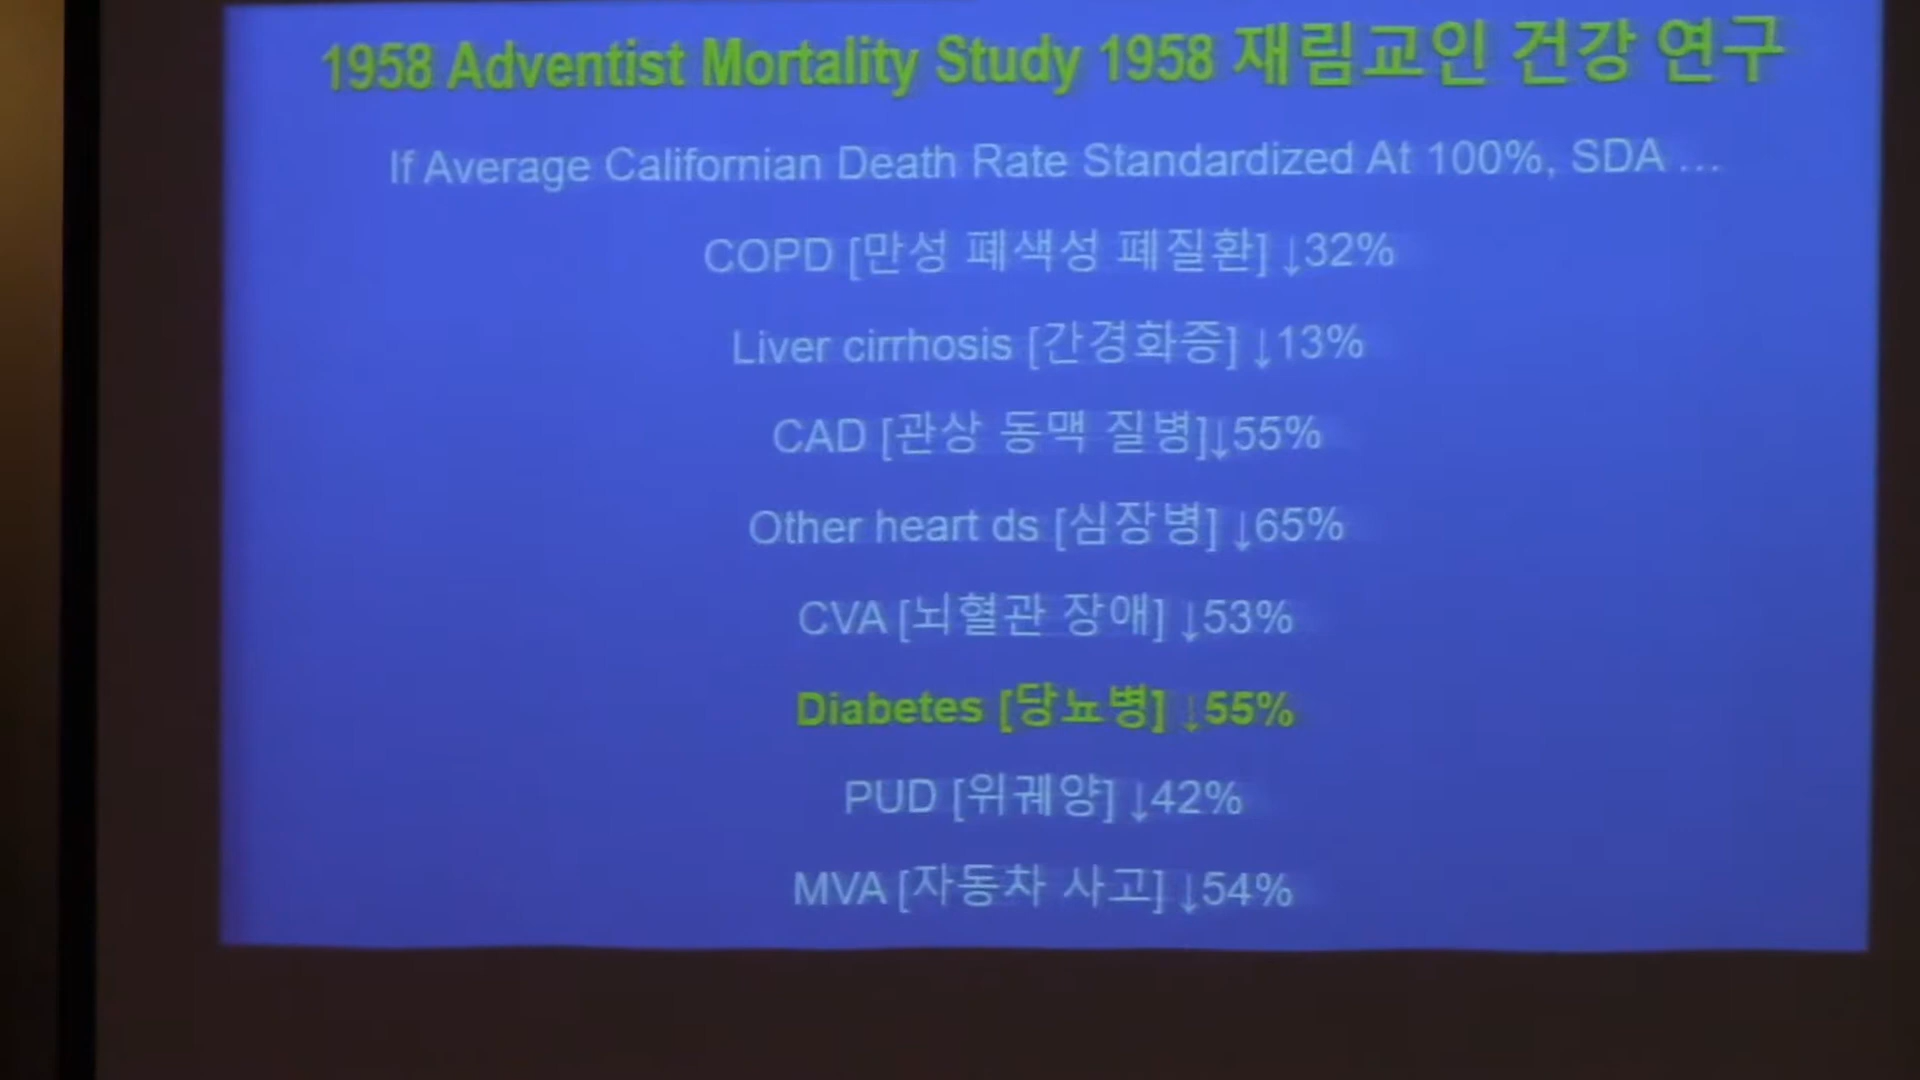 1958 Adventist Mortality Study 1958 재림교인 건강 연구
If Average Californian Death Rate Standardized At 100%, SDA ...
COPD [만성 폐색성 폐질환] ↓32%
Liver cirrhosis [간경화증] ↓13%
CAD [관상 동맥 질병]↓55%
Other heart ds [심장병] ↓65%
CVA [뇌혈관 장애] ↓53%
Diabetes [당뇨병] ↓55%
PUD [위궤양] ↓42%
MVA [자동차 사고] ↓54%